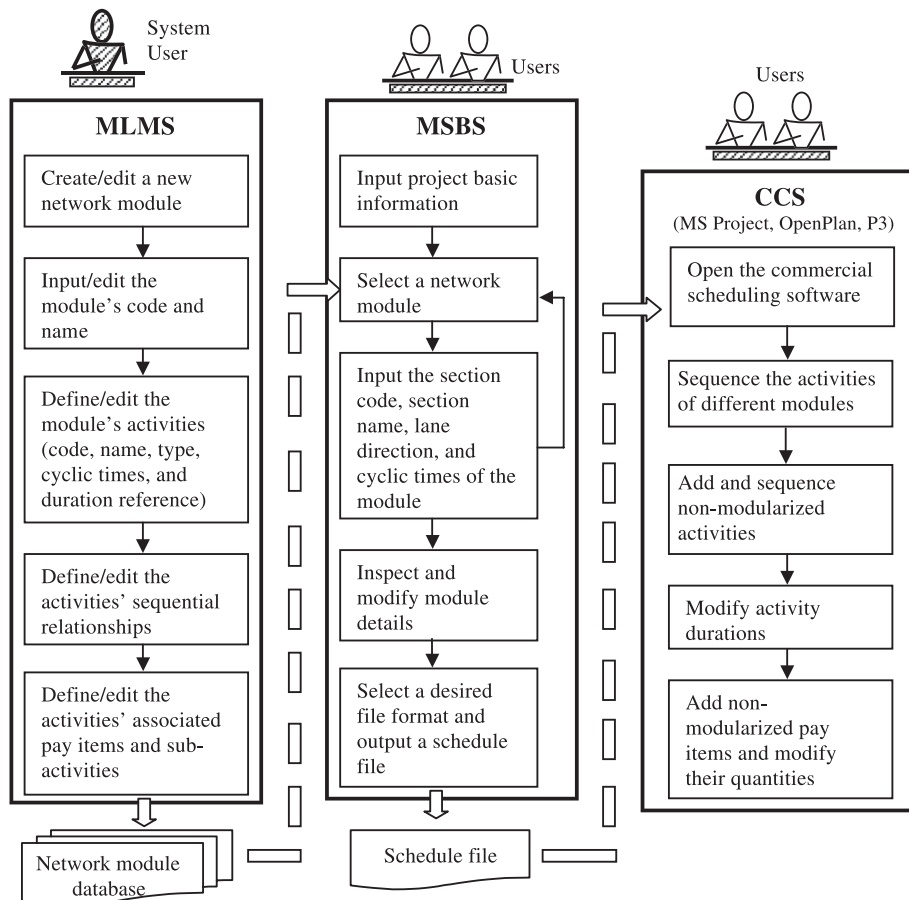 System
User
MLMS
Create/edit a new
network module
Input/edit the
module's code and
name
Define/edit the
module's activities
(code, name, type,
cyclic times, and
duration reference)
Define/edit the
activities' sequential
relationships
Define/edit the
activities' associated
pay items and sub-
activities
Network module
database
Users
MSBS
Input project basic
information
Select a network
module
Input the section
code, section
name, lane
direction, and
cyclic times of the
module
Inspect and
modify module
details
Select a desired
file format and
output a schedule
file
Schedule file
Users
CCS
(MS Project, OpenPlan, P3)
Open the commercial
scheduling software
Sequence the activities
of different modules
Add and sequence
non-modularized
activities
Modify activity
durations
Add non-
modularized pay
items and modify
their quantities